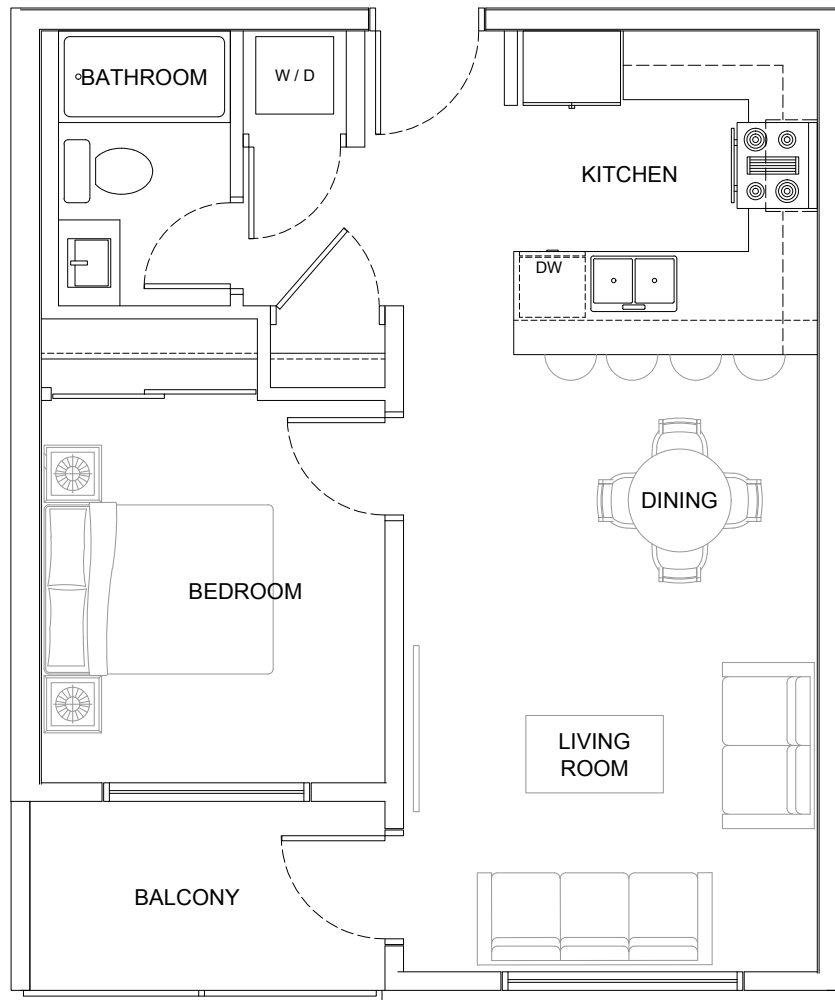 BATHROOM
W / D
KITCHEN
DW
DINING
BEDROOM
LIVING
ROOM
BALCONY